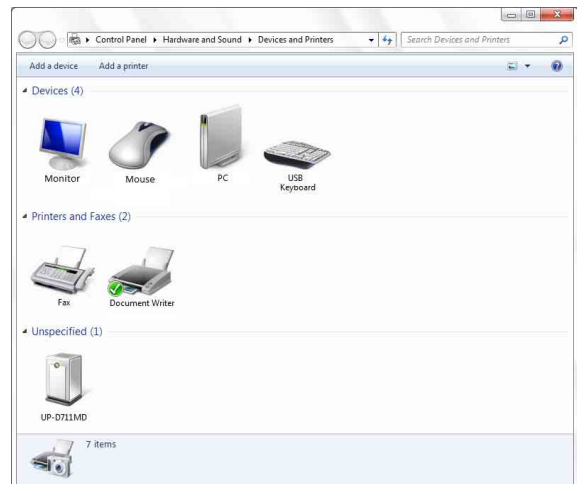 Control Panel Hardware and Sound Devices and Printers Search Devices and Printers
Add a device Add a printer
Devices (4)
Monitor Mouse PC USB
Keyboard
Printers and Faxes (2)
Fax Document Writer
Unspecified (1)
UP-D711MD
7 items